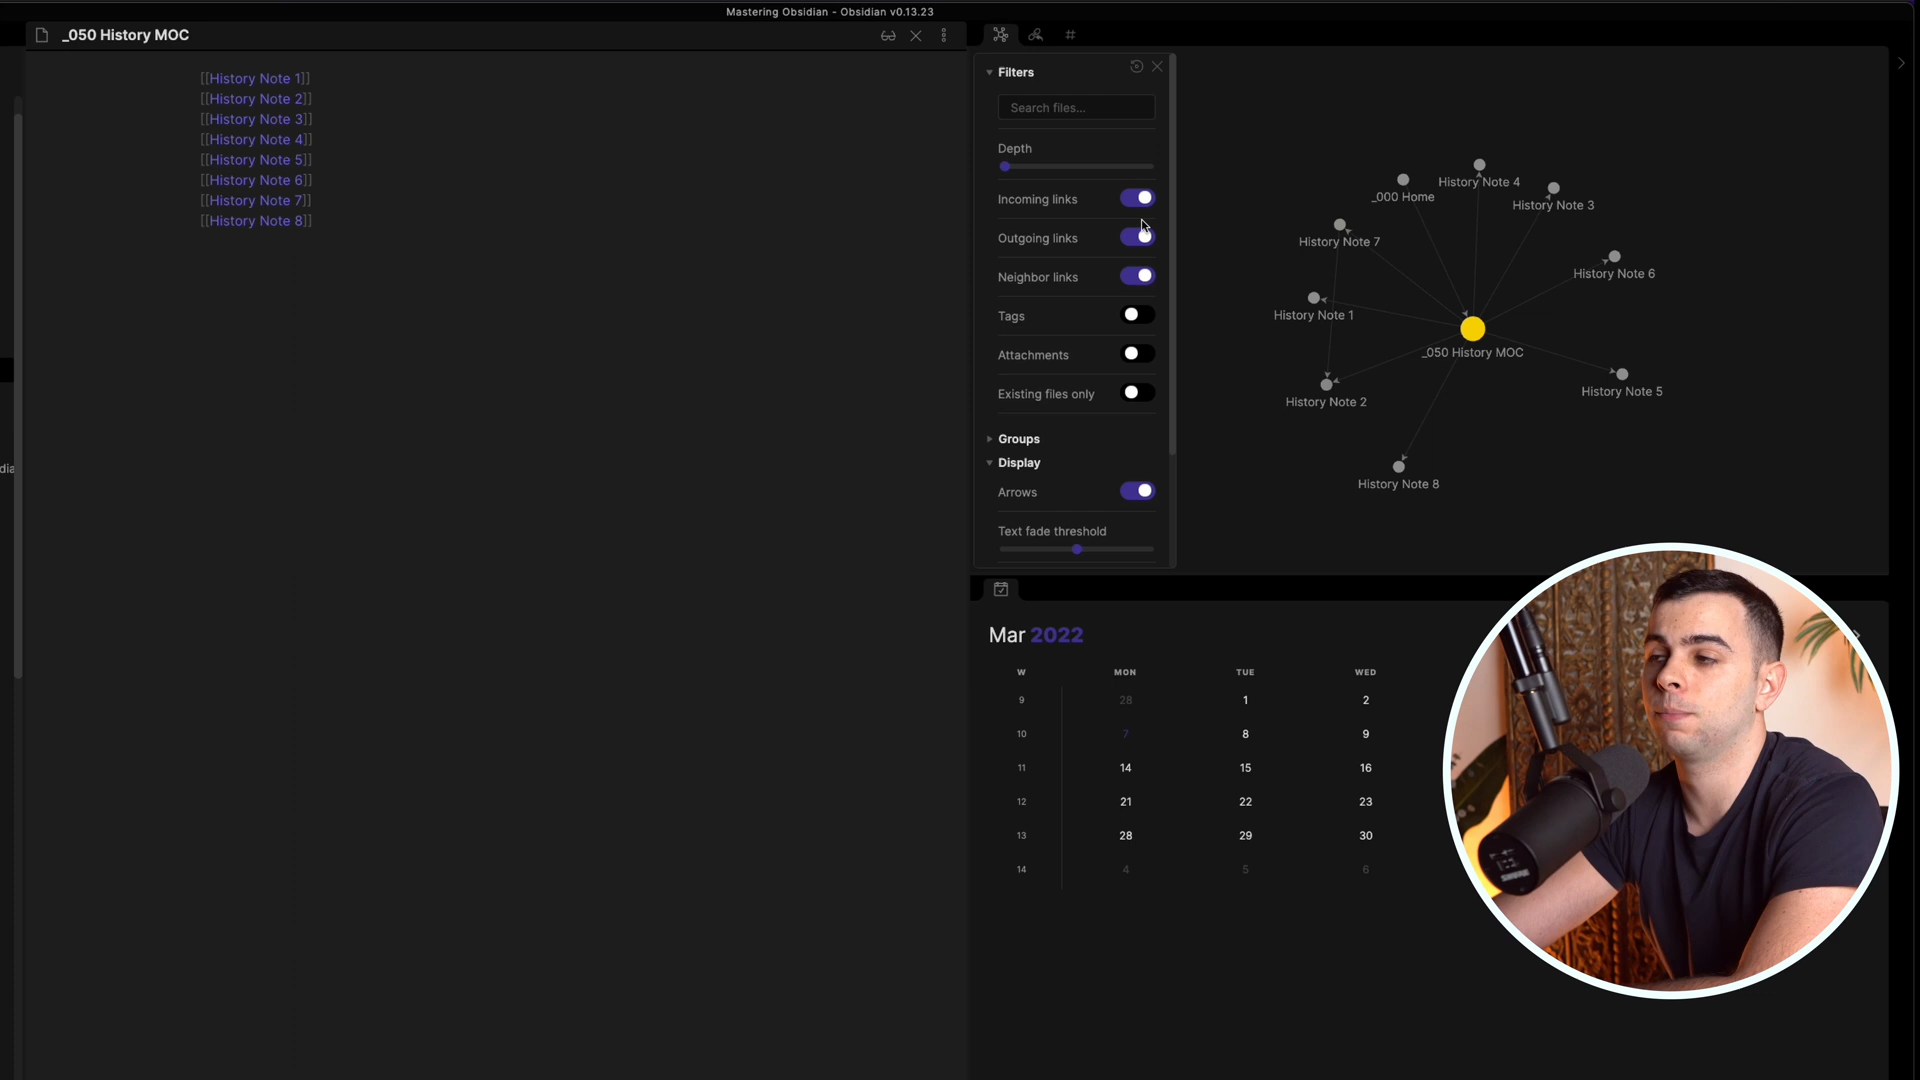 Mastering Obsidian - Obsidian v0.13.23
_050 History MOC
[[History Note 1]]
[[History Note 2]]
[[History Note 3]]
[[History Note 4]]
[[History Note 5]]
[[History Note 6]]
[[History Note 7]]
[[History Note 8]]
dia
Filters
Search files...
Depth
Incoming links
Outgoing links
Neighbor links
Tags
Attachments
Existing files only
Groups
Display
Arrows
Text fade threshold
History Note 4
_000 Home
History Note 3
History Note 7
History Note 6
History Note 1
_050 History MOC
History Note 5
History Note 2
History Note 8
Mar 2022
W MON TUE WED
9 28 1 2
10 7 8 9
11 14 15 16
12 21 22 23
13 28 29 30
14 4 5 6
SHURE